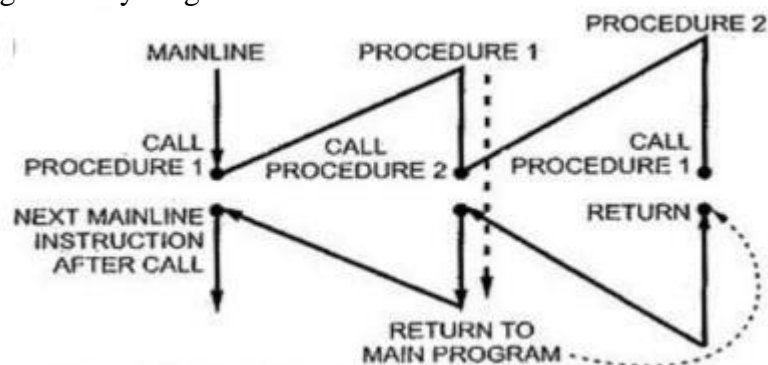 PROCEDURE 2
MAINLINE
PROCEDURE 1
CALL
PROCEDURE 1
CALL
PROCEDURE 2
CALL
PROCEDURE 1
NEXT MAINLINE
INSTRUCTION
AFTER CALL
RETURN
RETURN TO
MAIN PROGRAM